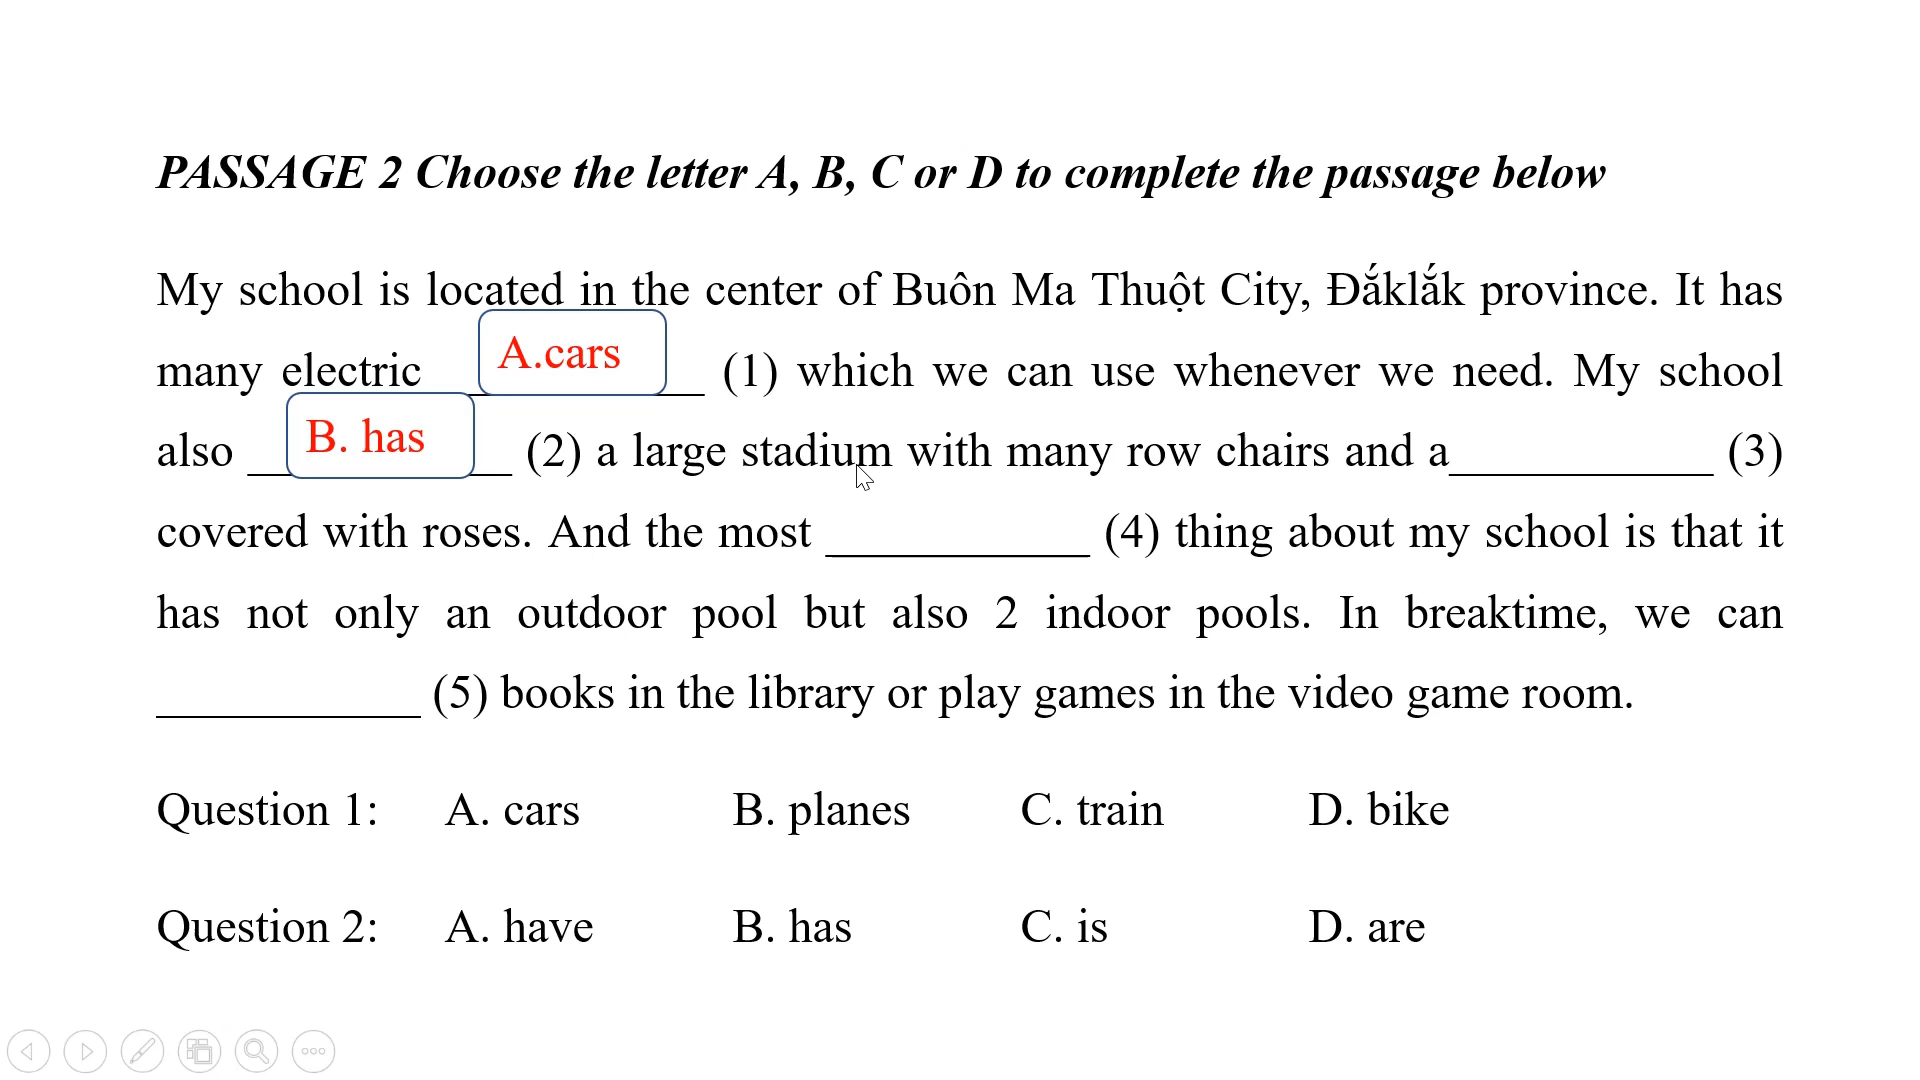 PASSAGE 2 Choose the letter A, B, C or D to complete the passage below
My school is located in the center of Buôn Ma Thuột City, Đắklắk province. It has
many electric A.cars (1) which we can use whenever we need. My school
also B. has (2) a large stadium with many row chairs and a___________ (3)
covered with roses. And the most ___________ (4) thing about my school is that it
has not only an outdoor pool but also 2 indoor pools. In breaktime, we can
___________ (5) books in the library or play games in the video game room.
Question 1: A. cars B. planes C. train D. bike
Question 2: A. have B. has C. is D. are